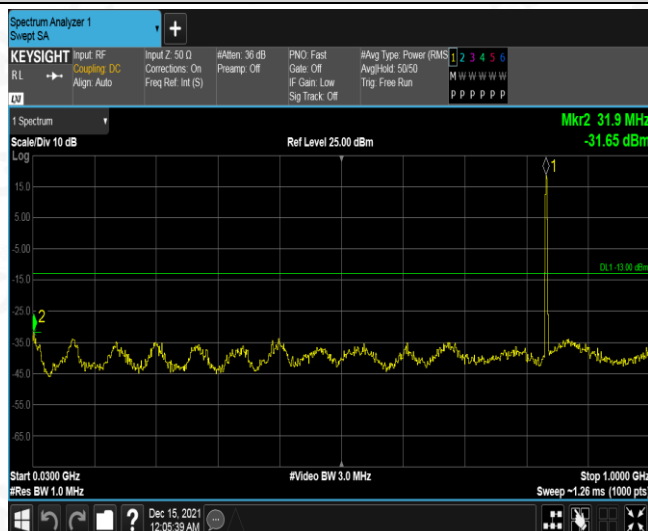 Spectrum Analyzer 1
Swept SA
+
KEYSIGHT
RL
LXI
Input: RF
Coupling: DC
Align: Auto
Input Z: 50 Ω
Corrections: On
Freq Ref: Int (S)
#Atten: 36 dB
Preamp: Off
PNO: Fast
Gate: Off
IF Gain: Low
Sig Track: Off
#Avg Type: Power (RMS
Avg|Hold: 50/50
Trig: Free Run
1 2 3 4 5 6
M W W W W W
P P P P P P
1 Spectrum
Scale/Div 10 dB
Ref Level 25.00 dBm
Mkr2 31.9 MHz
-31.65 dBm
Log
1
15.0
5.00
-5.00
DL1 -13.00 dBm
-15.0
-25.0
2
-35.0
-45.0
-55.0
-65.0
Start 0.0300 GHz
#Video BW 3.0 MHz
Stop 1.0000 GHz
#Res BW 1.0 MHz
Sweep ~1.26 ms (1000 pts)
?
Dec 15, 2021
12:05:39 AM